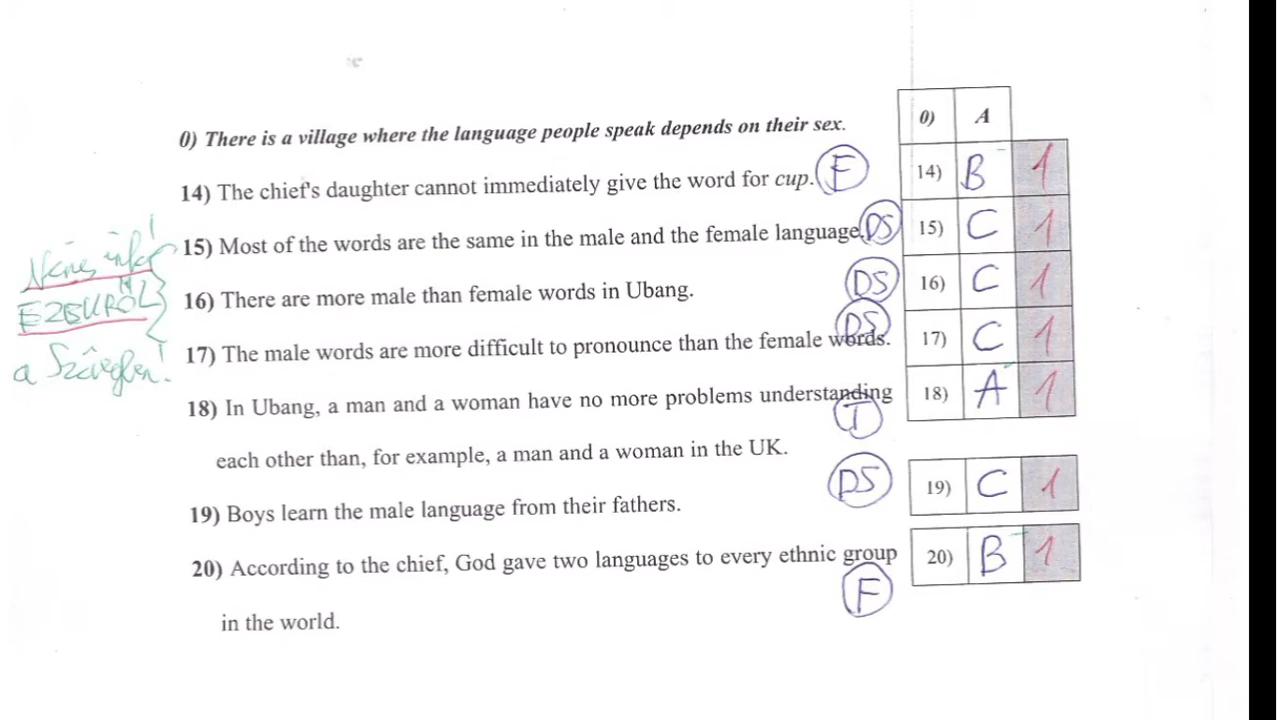 0) There is a village where the language people speak depends on their sex.
0) A
14) The chief's daughter cannot immediately give the word for cup. F
14) B 1
15) Most of the words are the same in the male and the female language. DS
15) C 1
Nincs infó
EZEKRŐL
a Szövegben!
16) There are more male than female words in Ubang. DS
16) C 1
17) The male words are more difficult to pronounce than the female words. DS
17) C 1
18) In Ubang, a man and a woman have no more problems understanding
18) A 1
each other than, for example, a man and a woman in the UK. T
19) Boys learn the male language from their fathers. DS
19) C 1
20) According to the chief, God gave two languages to every ethnic group
20) B 1
in the world. F